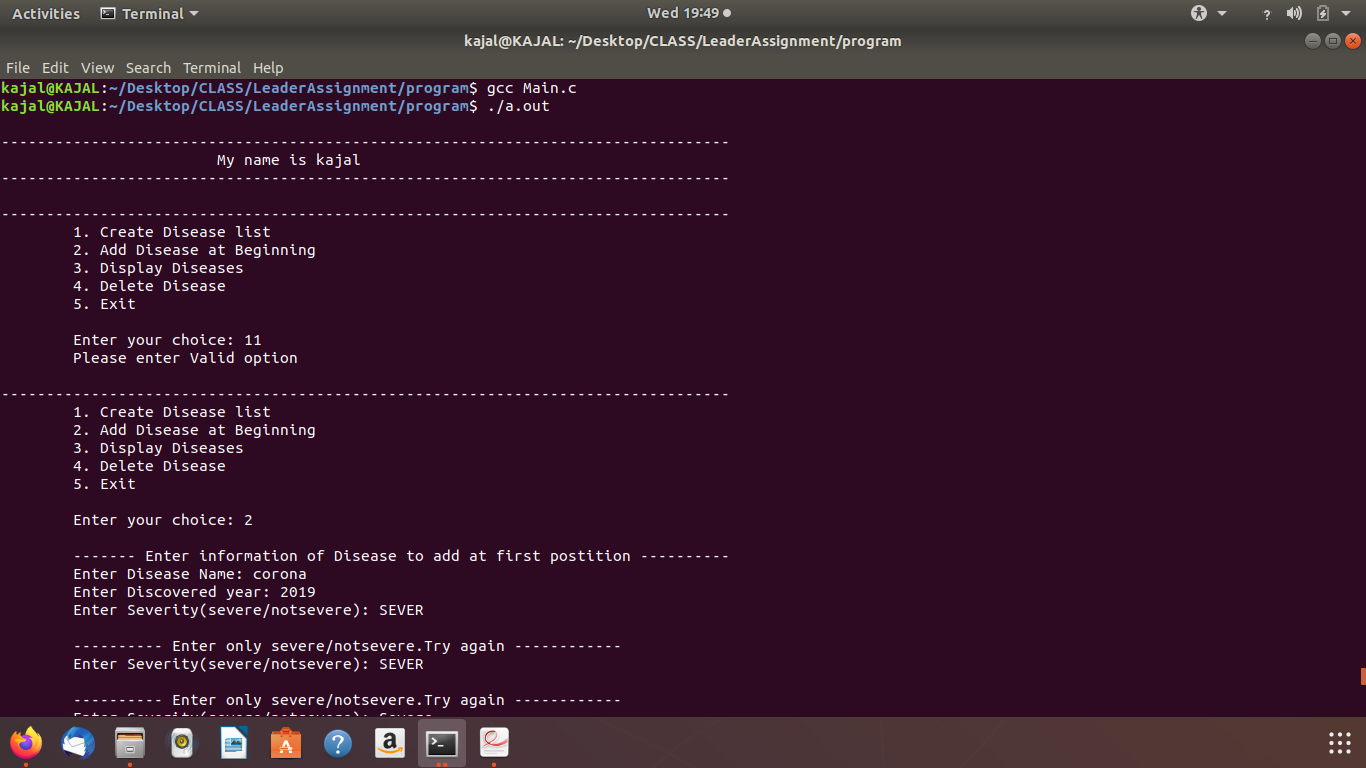 Activities Terminal Wed 19:49
kajal@KAJAL: ~/Desktop/CLASS/LeaderAssignment/program
File Edit View Search Terminal Help
kajal@KAJAL:~/Desktop/CLASS/LeaderAssignment/program$ gcc Main.c
kajal@KAJAL:~/Desktop/CLASS/LeaderAssignment/program$ ./a.out
---------------------------------------------------------------------------------
My name is kajal
---------------------------------------------------------------------------------
---------------------------------------------------------------------------------
1. Create Disease list
2. Add Disease at Beginning
3. Display Diseases
4. Delete Disease
5. Exit
Enter your choice: 11
Please enter Valid option
---------------------------------------------------------------------------------
1. Create Disease list
2. Add Disease at Beginning
3. Display Diseases
4. Delete Disease
5. Exit
Enter your choice: 2
------- Enter information of Disease to add at first postition ----------
Enter Disease Name: corona
Enter Discovered year: 2019
Enter Severity(severe/notsevere): SEVER
---------- Enter only severe/notsevere.Try again ------------
Enter Severity(severe/notsevere): SEVER
---------- Enter only severe/notsevere.Try again ------------
Enter Severity(severe/notsevere): Severe